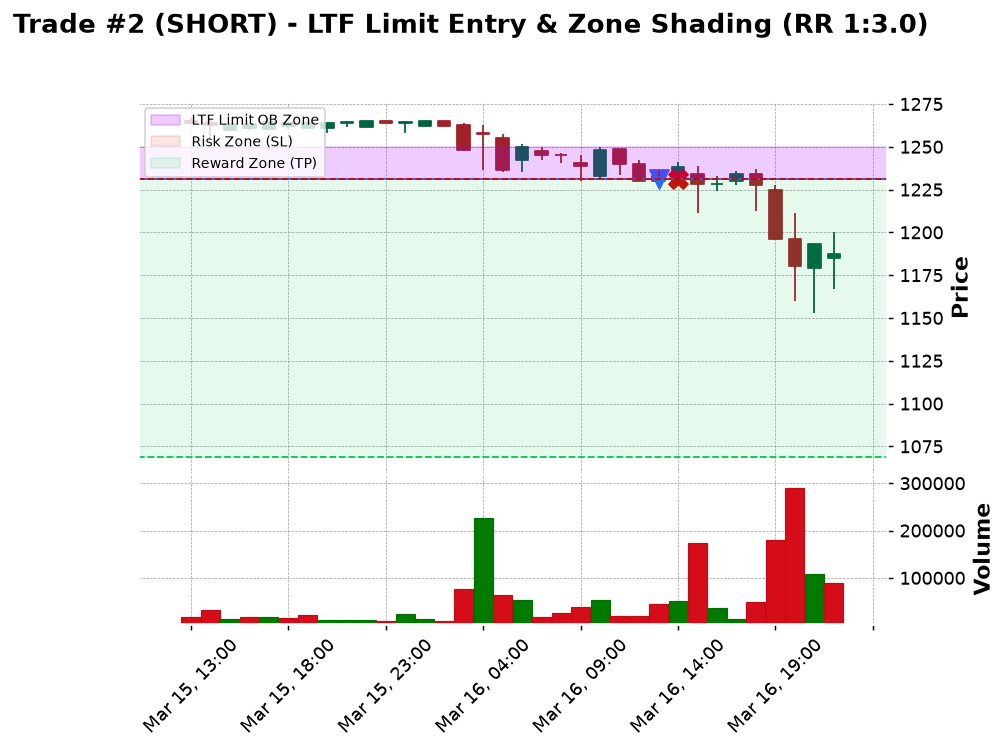 Trade #2 (SHORT) - LTF Limit Entry & Zone Shading (RR 1:3.0)
LTF Limit OB Zone
Risk Zone (SL)
Reward Zone (TP)
1275
1250
1225
1200
1175
1150
1125
1100
1075
Price
300000
200000
100000
Volume
Mar 15, 13:00
Mar 15, 18:00
Mar 15, 23:00
Mar 16, 04:00
Mar 16, 09:00
Mar 16, 14:00
Mar 16, 19:00